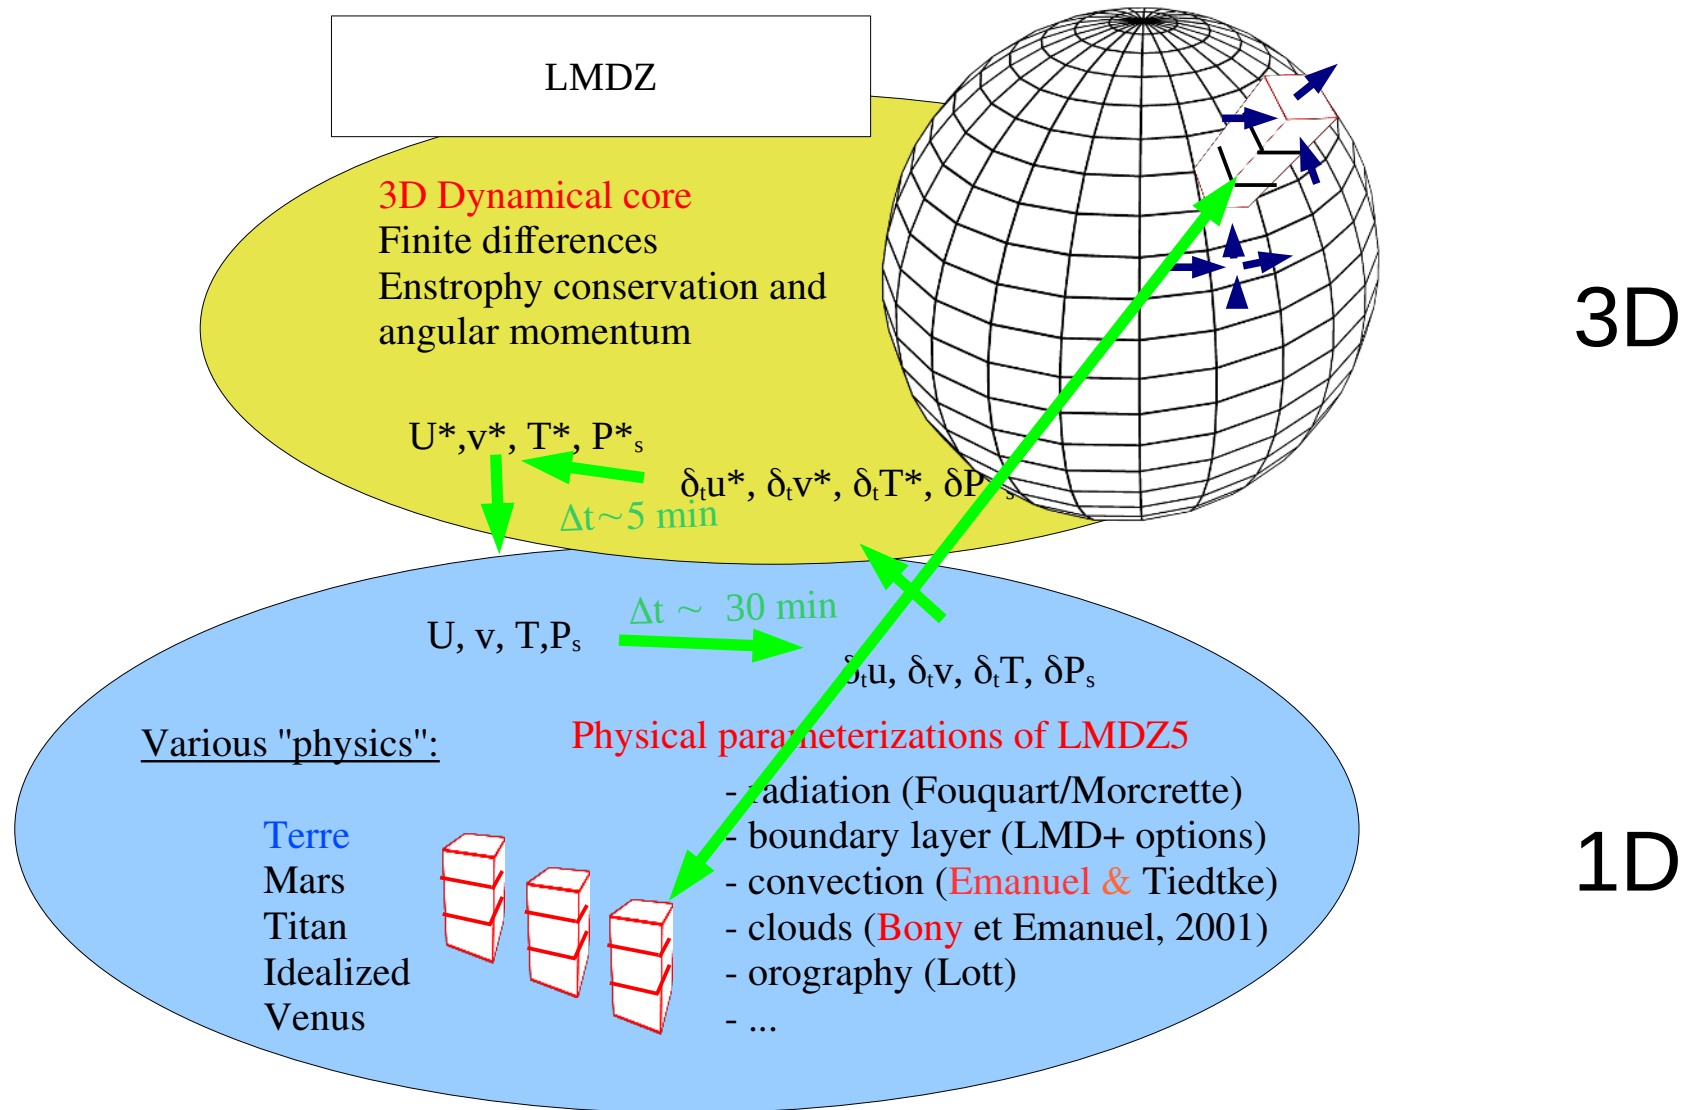 LMDZ
3D Dynamical core
Finite differences
Enstrophy conservation and
angular momentum
3D
U*,v*, T*, P*s
δtu*, δtv*, δtT*, δP*s
Δt~5 min
Δt ~ 30 min
U, v, T,Ps
δtu, δtv, δtT, δPs
Various "physics":
Physical parameterizations of LMDZ5
- radiation (Fouquart/Morcrette)
- boundary layer (LMD+ options)
- convection (Emanuel & Tiedtke)
- clouds (Bony et Emanuel, 2001)
- orography (Lott)
- ...
Terre
Mars
Titan
Idealized
Venus
1D